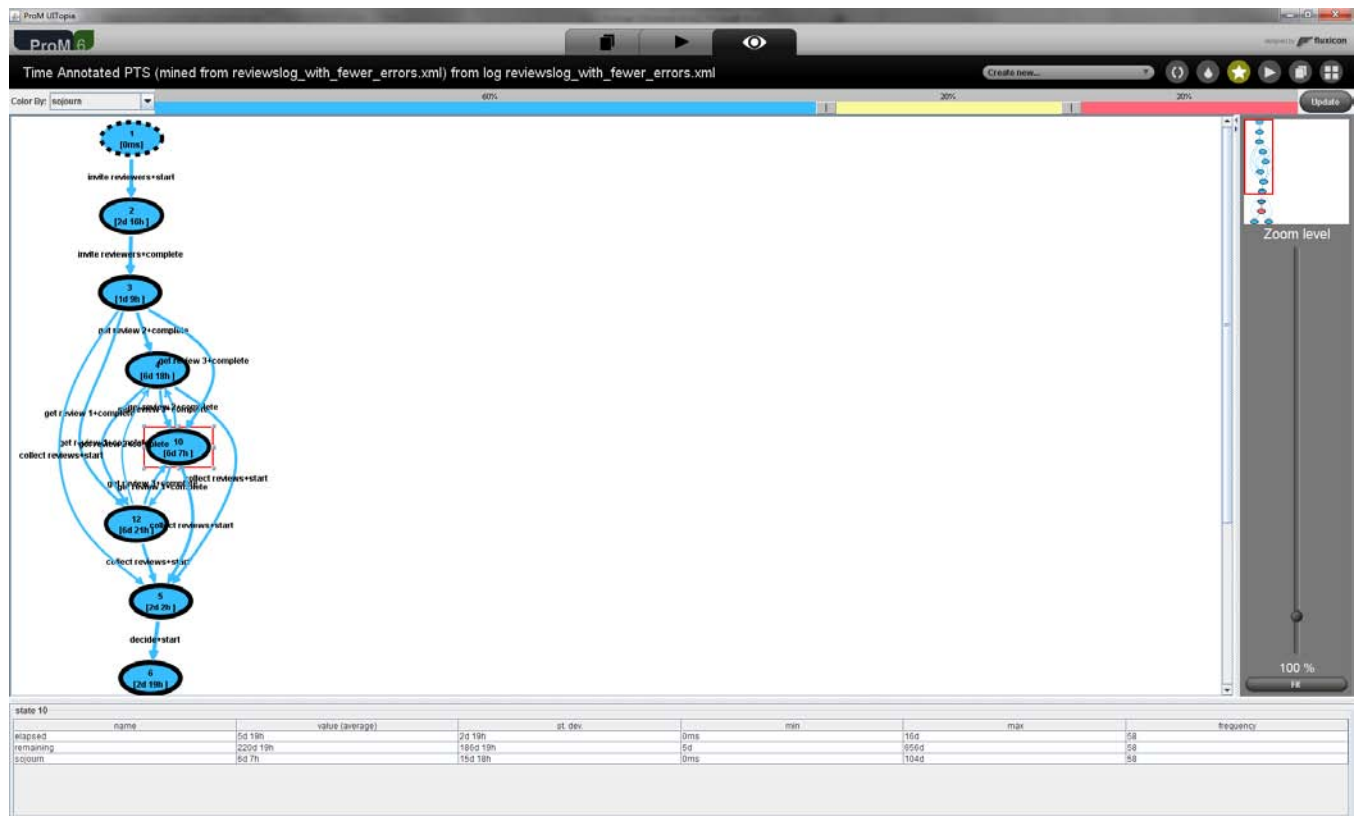 ProM UITopia
ProM 6
fluxicon
Time Annotated PTS (mined from reviewslog_with_fewer_errors.xml) from log reviewslog_with_fewer_errors.xml
Create new...
Color By: sojourn
60%
20%
20%
Update
1
[0ms]
invite reviewers+start
2
[2d 16h ]
invite reviewers+complete
3
[1d 9h ]
get review 2+complete
get review 3+complete
4
[6d 18h ]
get review 1+complete
10
[6d 7h ]
collect reviews+start
collect reviews+start
12
[6d 21h ]
collect reviews+start
collect reviews+start
5
[2d 2h ]
decide+start
6
[2d 19h ]
Zoom level
100 %
Fit
state 10
name value (average) st. dev. min max frequency
elapsed 5d 19h 2d 19h 0ms 16d 58
remaining 220d 19h 186d 19h 5d 656d 58
sojourn 6d 7h 15d 18h 0ms 104d 58